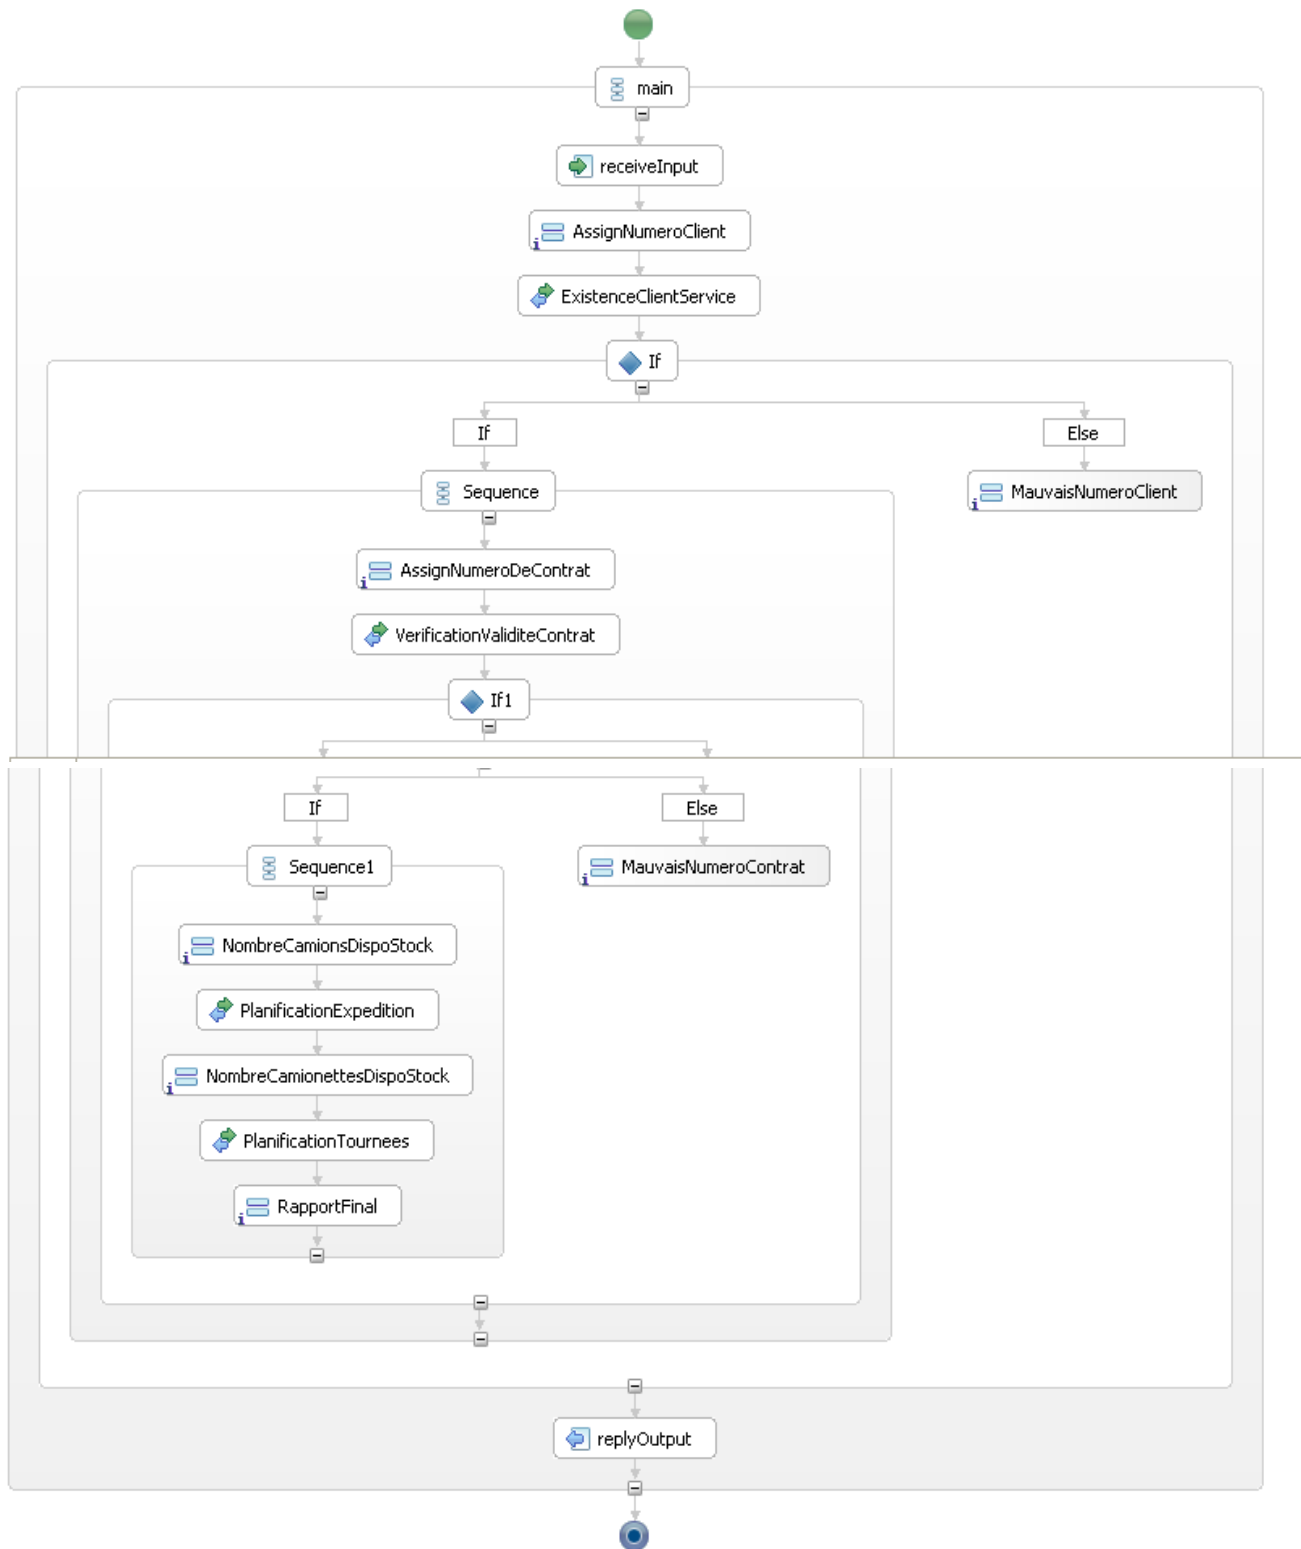 main
receiveInput
AssignNumeroClient
ExistenceClientService
If
If
Else
Sequence
MauvaisNumeroClient
AssignNumeroDeContrat
VerificationValiditeContrat
If1
If
Else
Sequence1
MauvaisNumeroContrat
NombreCamionsDispoStock
PlanificationExpedition
NombreCamionettesDispoStock
PlanificationTournees
RapportFinal
replyOutput